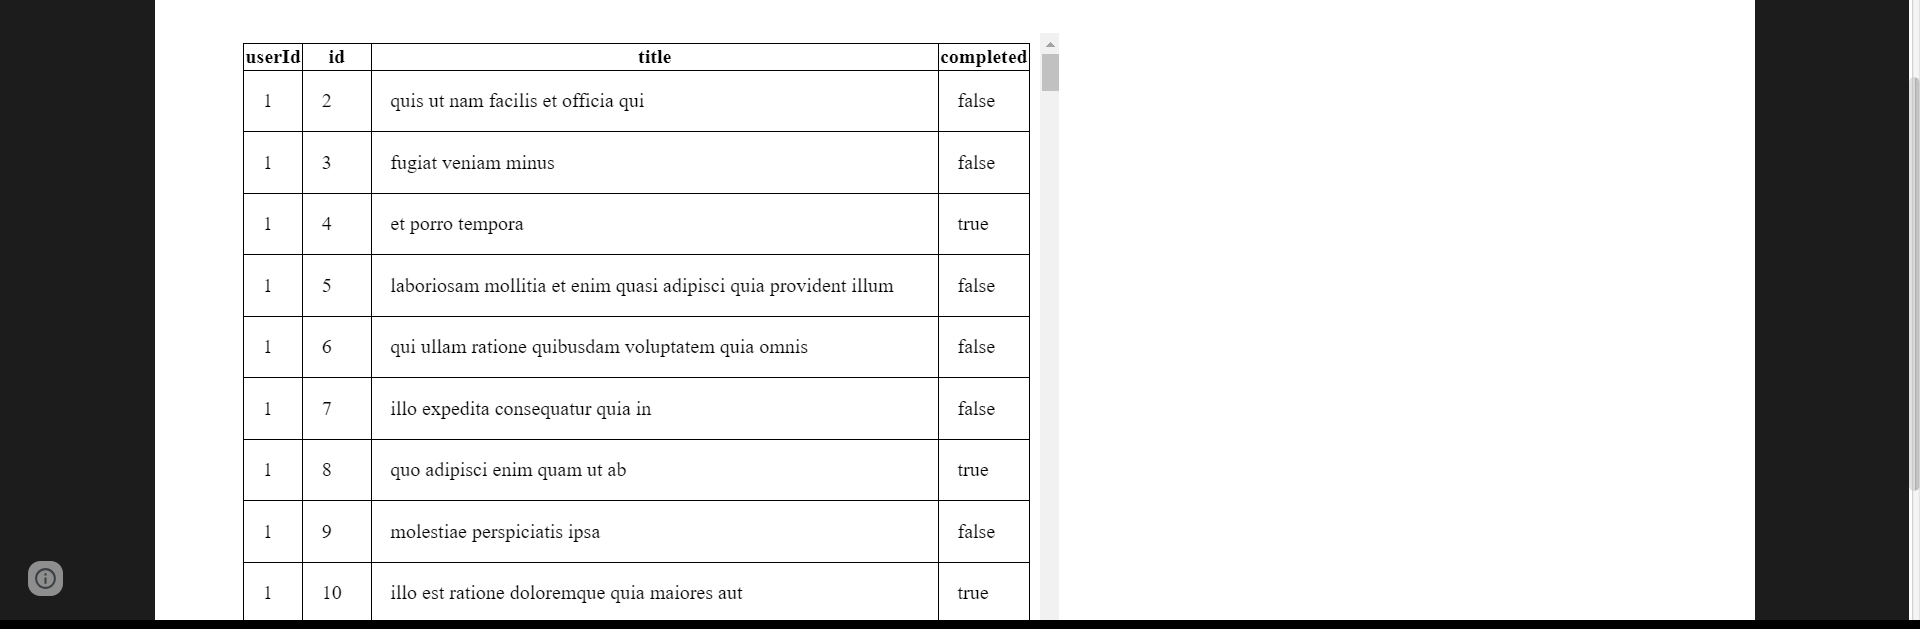 userId id title completed
1 2 quis ut nam facilis et officia qui false
1 3 fugiat veniam minus false
1 4 et porro tempora true
1 5 laboriosam mollitia et enim quasi adipisci quia provident illum false
1 6 qui ullam ratione quibusdam voluptatem quia omnis false
1 7 illo expedita consequatur quia in false
1 8 quo adipisci enim quam ut ab true
1 9 molestiae perspiciatis ipsa false
1 10 illo est ratione doloremque quia maiores aut true